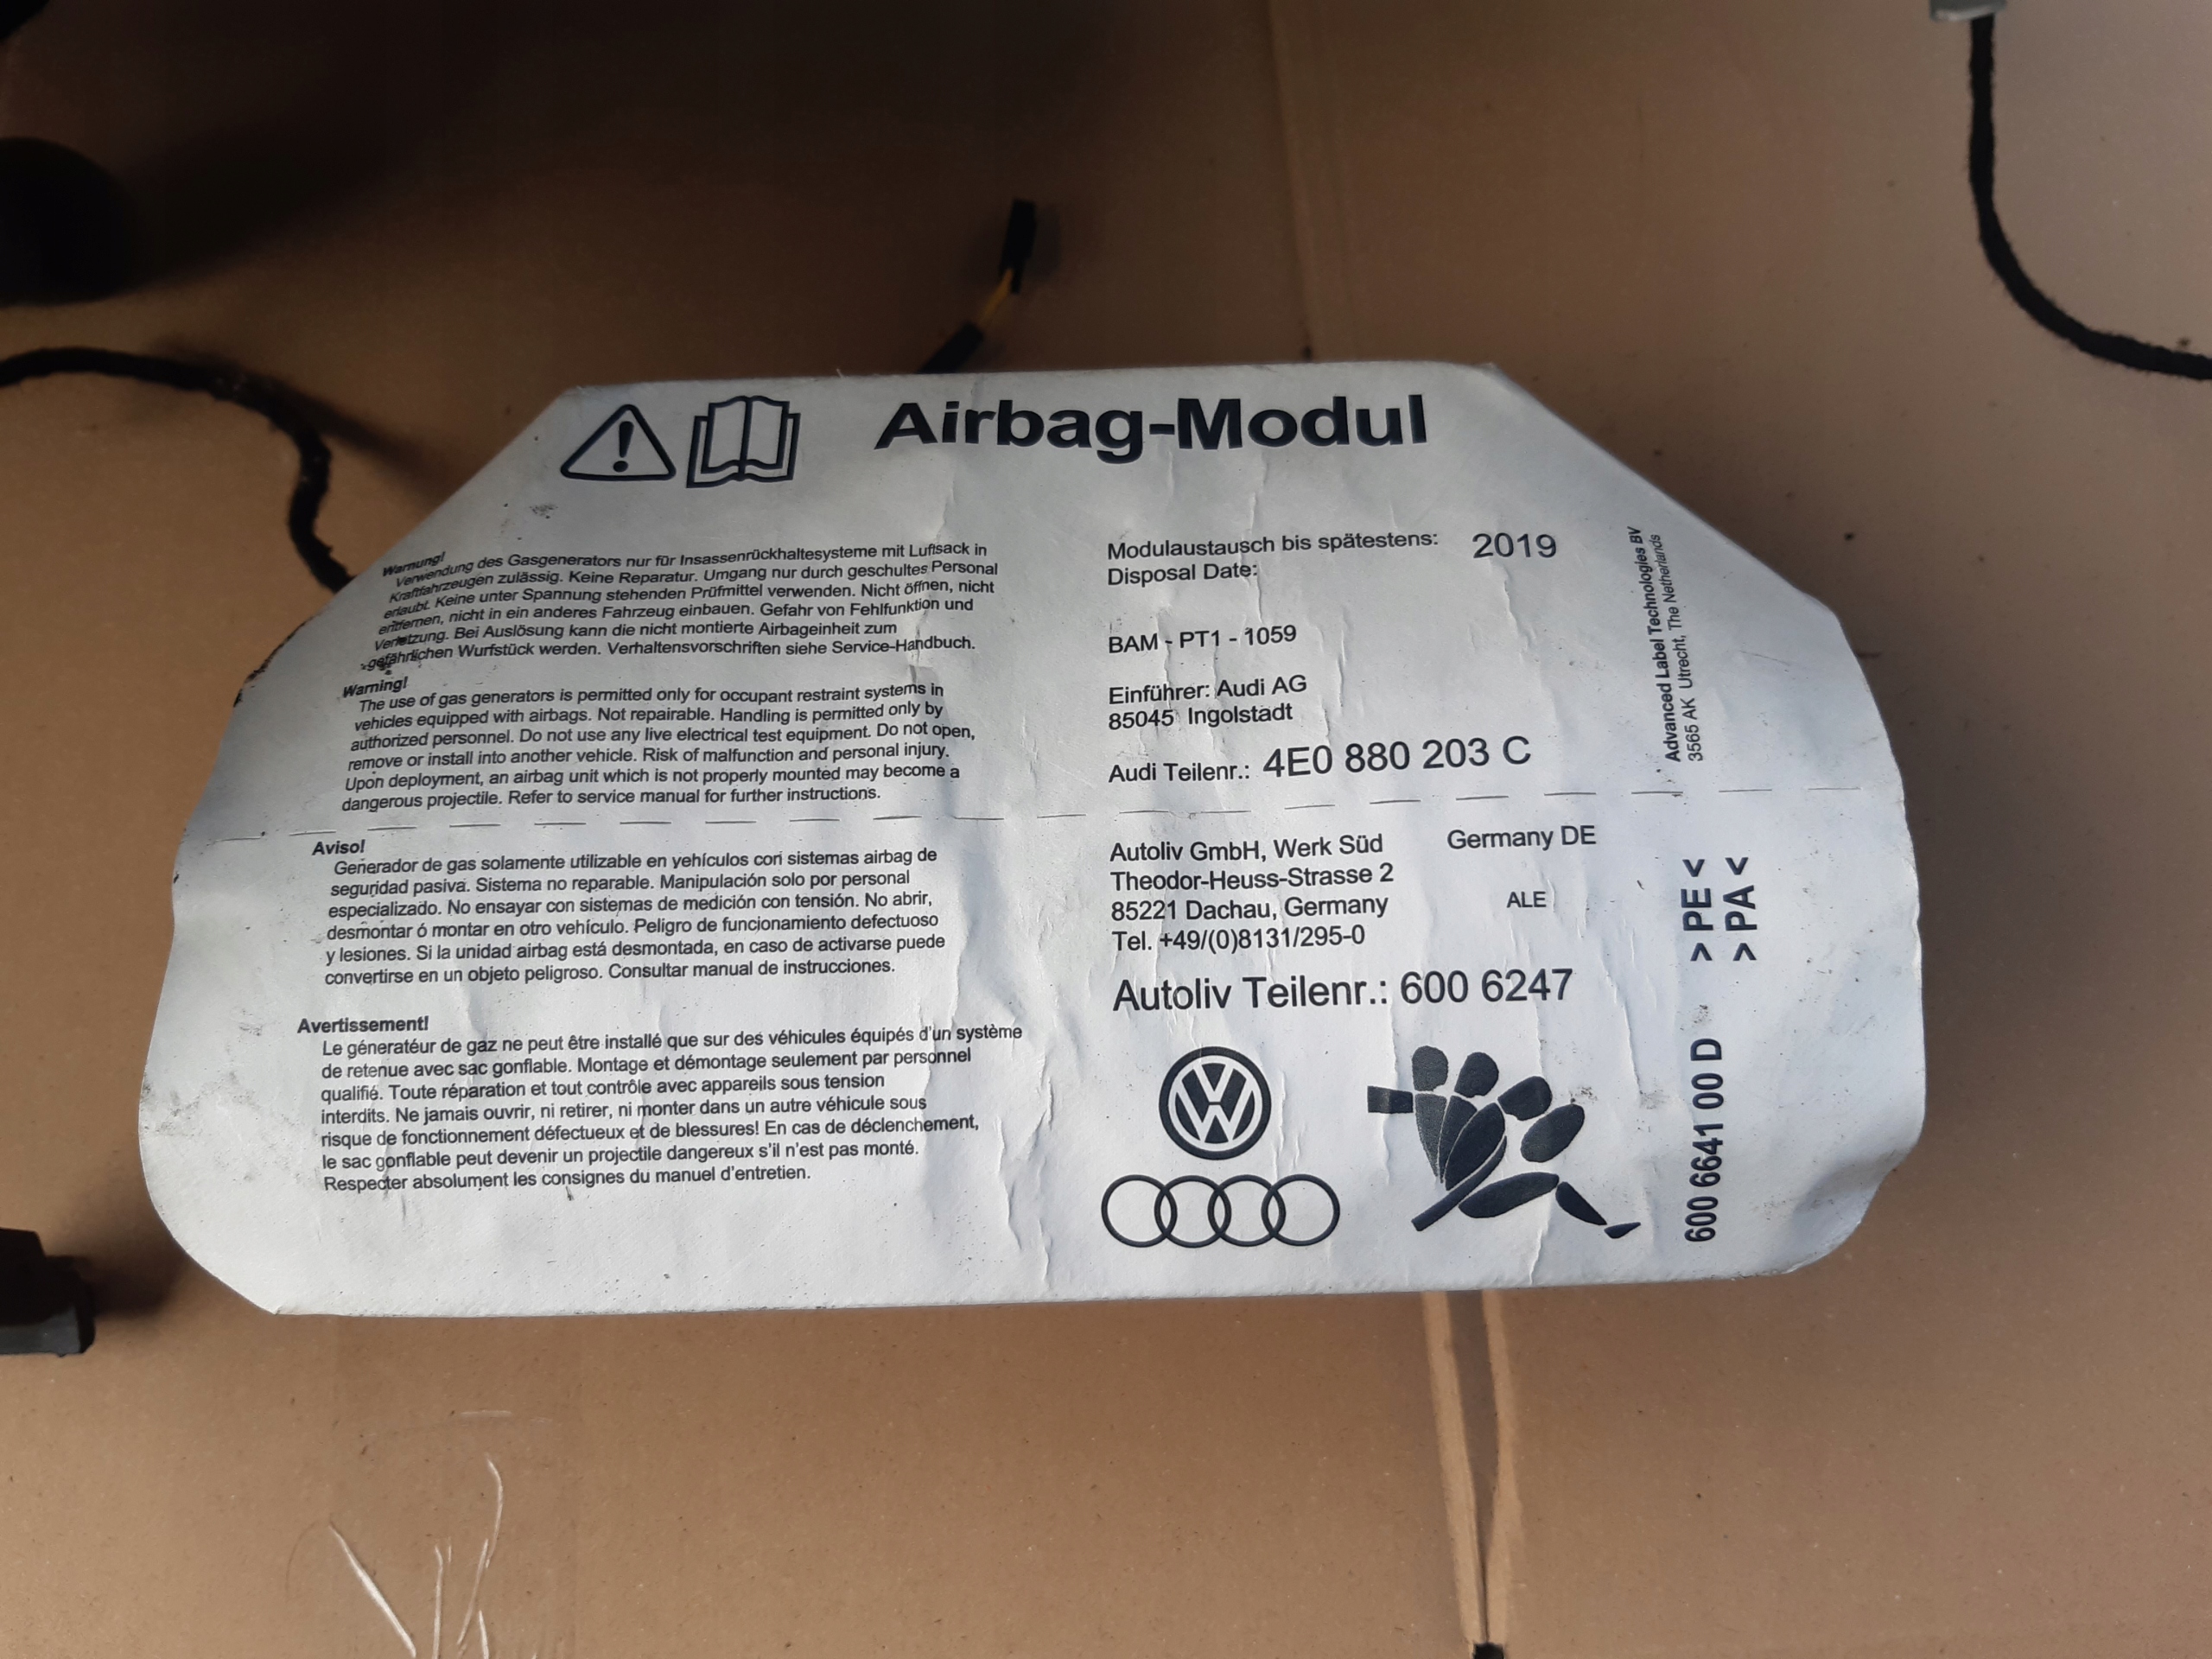 Airbag-Modul
Warnung!
Verwendung des Gasgenerators nur für Insassenrückhaltesysteme mit Luftsack in
Kraftfahrzeugen zulässig. Keine Reparatur. Umgang nur durch geschultes Personal
erlaubt. Keine unter Spannung stehenden Prüfmittel verwenden. Nicht öffnen, nicht
entfernen, nicht in ein anderes Fahrzeug einbauen. Gefahr von Fehlfunktion und
Verletzung. Bei Auslösung kann die nicht montierte Airbageinheit zum
gefährlichen Wurfstück werden. Verhaltensvorschriften siehe Service-Handbuch.
Warning!
The use of gas generators is permitted only for occupant restraint systems in
vehicles equipped with airbags. Not repairable. Handling is permitted only by
authorized personnel. Do not use any live electrical test equipment. Do not open,
remove or install into another vehicle. Risk of malfunction and personal injury.
Upon deployment, an airbag unit which is not properly mounted may become a
dangerous projectile. Refer to service manual for further instructions.
Aviso!
Generador de gas solamente utilizable en vehículos con sistemas airbag de
seguridad pasiva. Sistema no reparable. Manipulación solo por personal
especializado. No ensayar con sistemas de medición con tensión. No abrir,
desmontar ó montar en otro vehículo. Peligro de funcionamiento defectuoso
y lesiones. Si la unidad airbag está desmontada, en caso de activarse puede
convertirse en un objeto peligroso. Consultar manual de instrucciones.
Avertissement!
Le génerateúr de gaz ne peut être installé que sur des véhicules équipés d'un système
de retenue avec sac gonflable. Montage et démontage seulement par personnel
qualifié. Toute réparation et tout contrôle avec appareils sous tension
interdits. Ne jamais ouvrir, ni retirer, ni monter dans un autre véhicule sous
risque de fonctionnement défectueux et de blessures! En cas de déclenchement,
le sac gonflable peut devenir un projectile dangereux s'il n'est pas monté.
Respecter absolument les consignes du manuel d'entretien.
Modulaustausch bis spätestens: 2019
Disposal Date:
BAM - PT1 - 1059
Einführer: Audi AG
85045 Ingolstadt
Audi Teilenr.: 4E0 880 203 C
Autoliv GmbH, Werk Süd Germany DE
Theodor-Heuss-Strasse 2
85221 Dachau, Germany ALE
Tel. +49/(0)8131/295-0
Autoliv Teilenr.: 600 6247
Advanced Label Technologies BV
3565 AK Utrecht, The Netherlands
>PE<
>PA<
600 6641 00 D